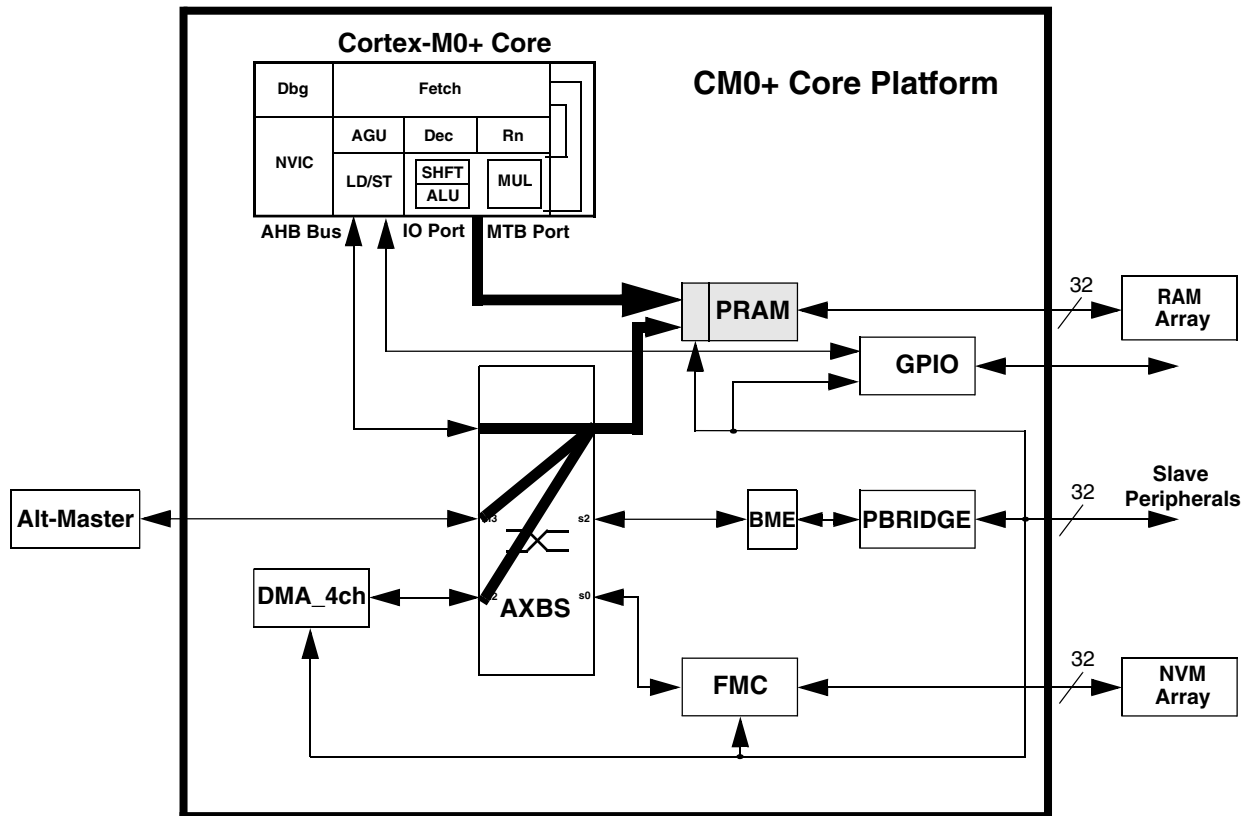 Cortex-M0+ Core
CM0+ Core Platform
Dbg
Fetch
AGU
Dec
Rn
NVIC
LD/ST
SHFT
ALU
MUL
AHB Bus
IO Port
MTB Port
PRAM
32
RAM
Array
GPIO
Alt-Master
s2
BME
PBRIDGE
32
Slave
Peripherals
DMA_4ch
AXBS
s0
FMC
32
NVM
Array